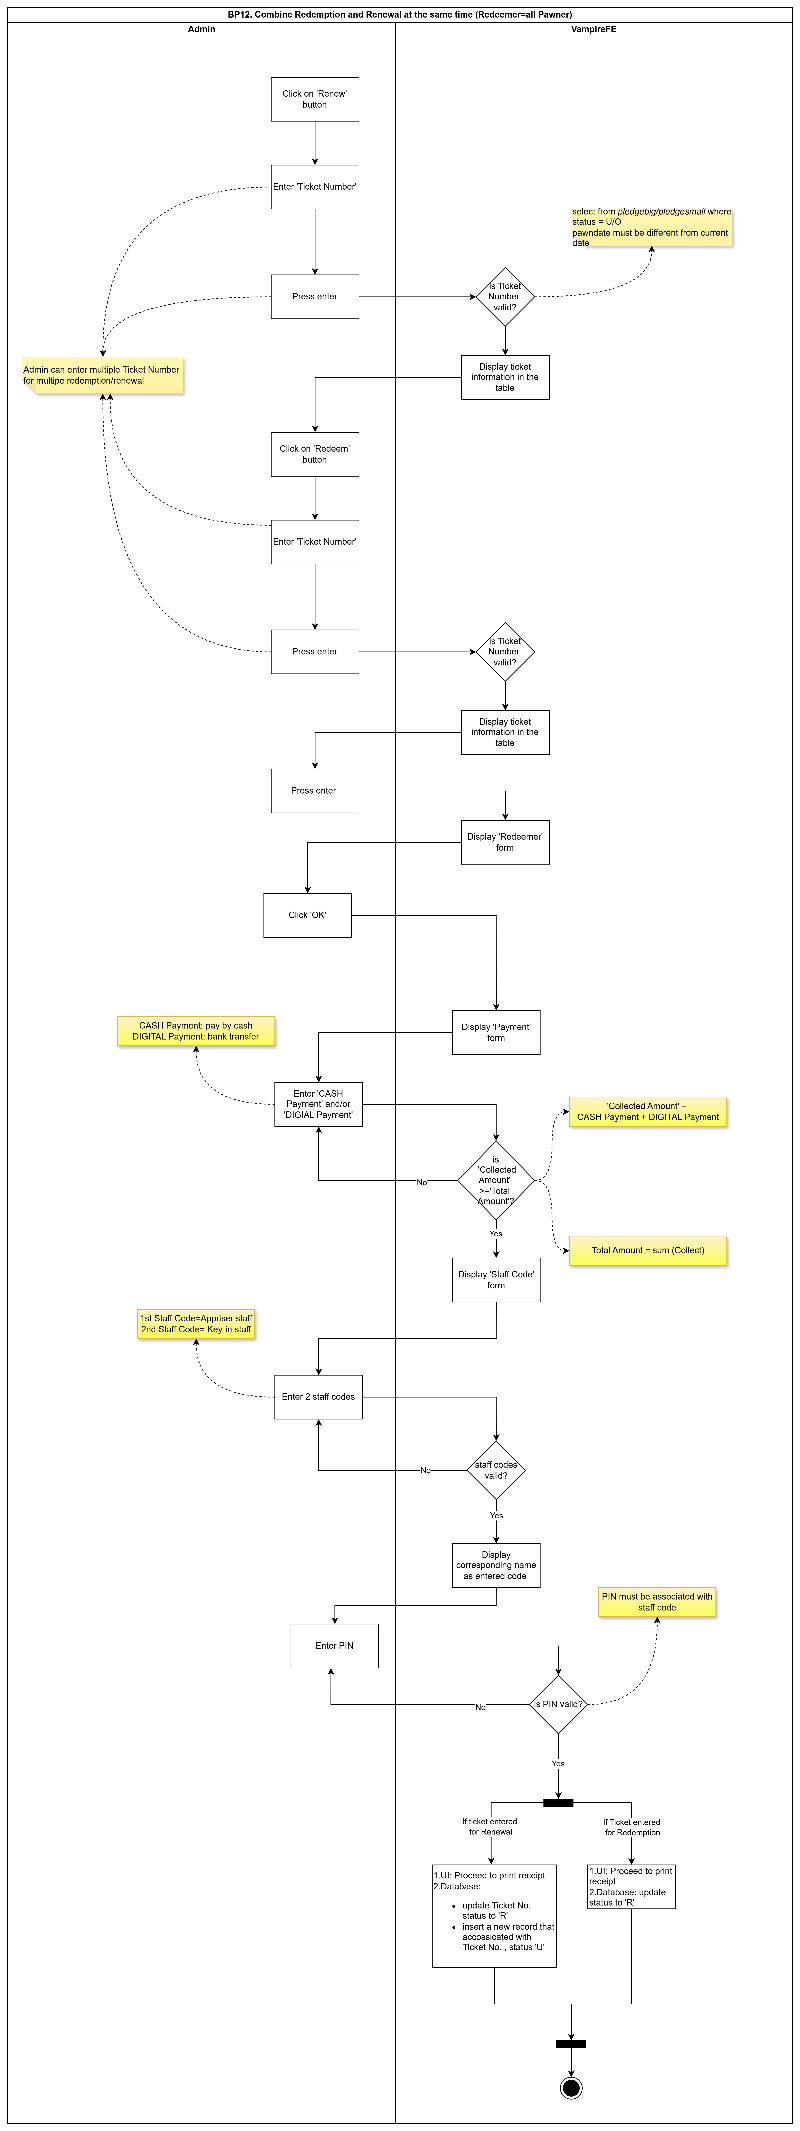 BP12. Combine Redemption and Renewal at the same time (Redeemer=all Pawner)
Admin
VampireFE
Click on 'Renew'
button
Enter 'Ticket Number'
select from pledgebig/pledgesmall where
status = U/O
pawndate must be different from current
date
Press enter
Is Ticket
Number
valid?
Display ticket
information in the
table
Admin can enter multiple Ticket Number
for multipe redemption/renewal
Click on 'Redeem'
button
Enter 'Ticket Number'
Press enter
Is Ticket
Number
valid?
Display ticket
information in the
table
Press enter
Display 'Redeemer'
form
Click 'OK'
CASH Payment: pay by cash
DIGITAL Payment: bank transfer
Display 'Payment'
form
Enter 'CASH
Payment' and/or
'DIGIAL Payment'
'Collected Amount' =
CASH Payment + DIGITAL Payment
is
'Collected
Amount'
>='Total
Amount'?
No
Yes
Total Amount = sum (Collect)
Display 'Staff Code'
form
1st Staff Code=Appriser staff
2nd Staff Code= Key in staff
Enter 2 staff codes
staff codes
valid?
No
Yes
Display
corresponding name
as entered code
PIN must be associated with
staff code
Enter PIN
Is PIN valid?
No
Yes
If ticket entered
for Renewal
If Ticket entered
for Redemption
1.UI: Proceed to print receipt
2.Database:
• update Ticket No.
status to 'R'
• insert a new record that
accosaicated with
Ticket No. , status 'U'
1.UI: Proceed to print
receipt
2.Database: update
status to 'R'